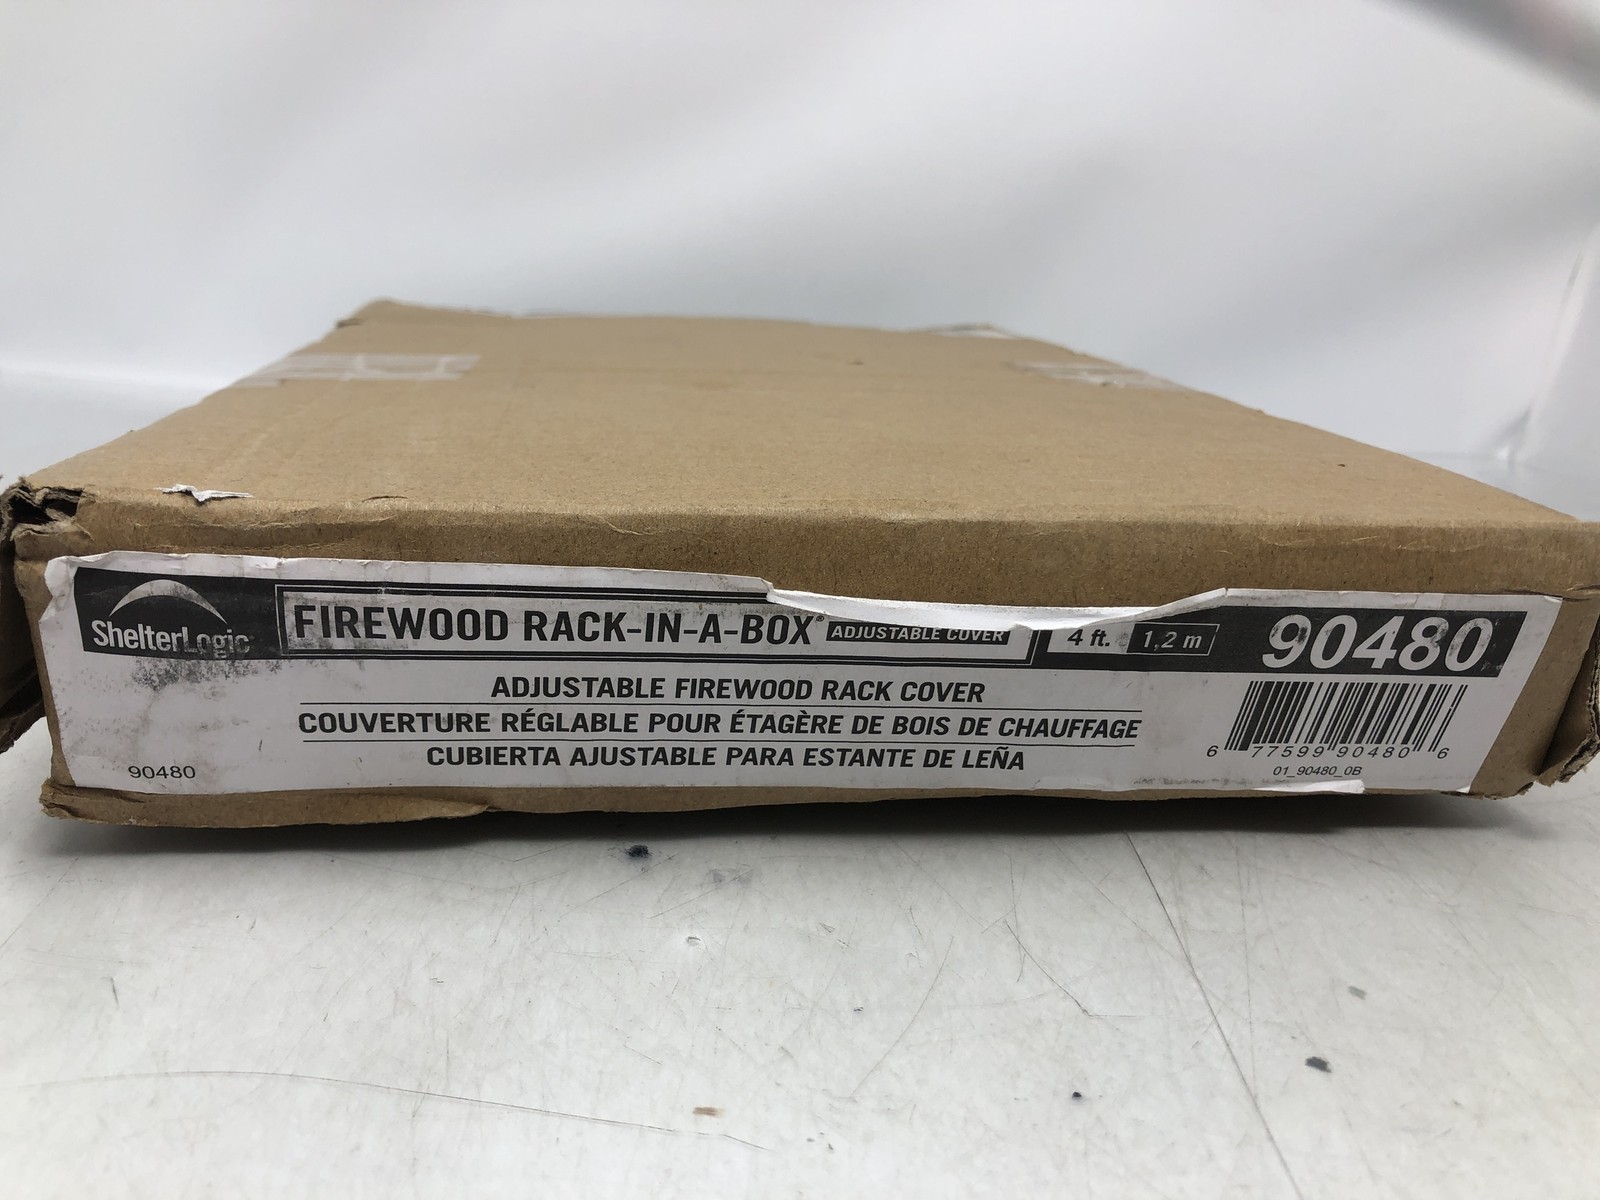 ShelterLogic
FIREWOOD RACK-IN-A-BOX® ADJUSTABLE COVER
4 ft. 1,2 m
90480
ADJUSTABLE FIREWOOD RACK COVER
COUVERTURE RÉGLABLE POUR ÉTAGÈRE DE BOIS DE CHAUFFAGE
CUBIERTA AJUSTABLE PARA ESTANTE DE LEÑA
90480
6 77599 90480 6
01_90480_0B